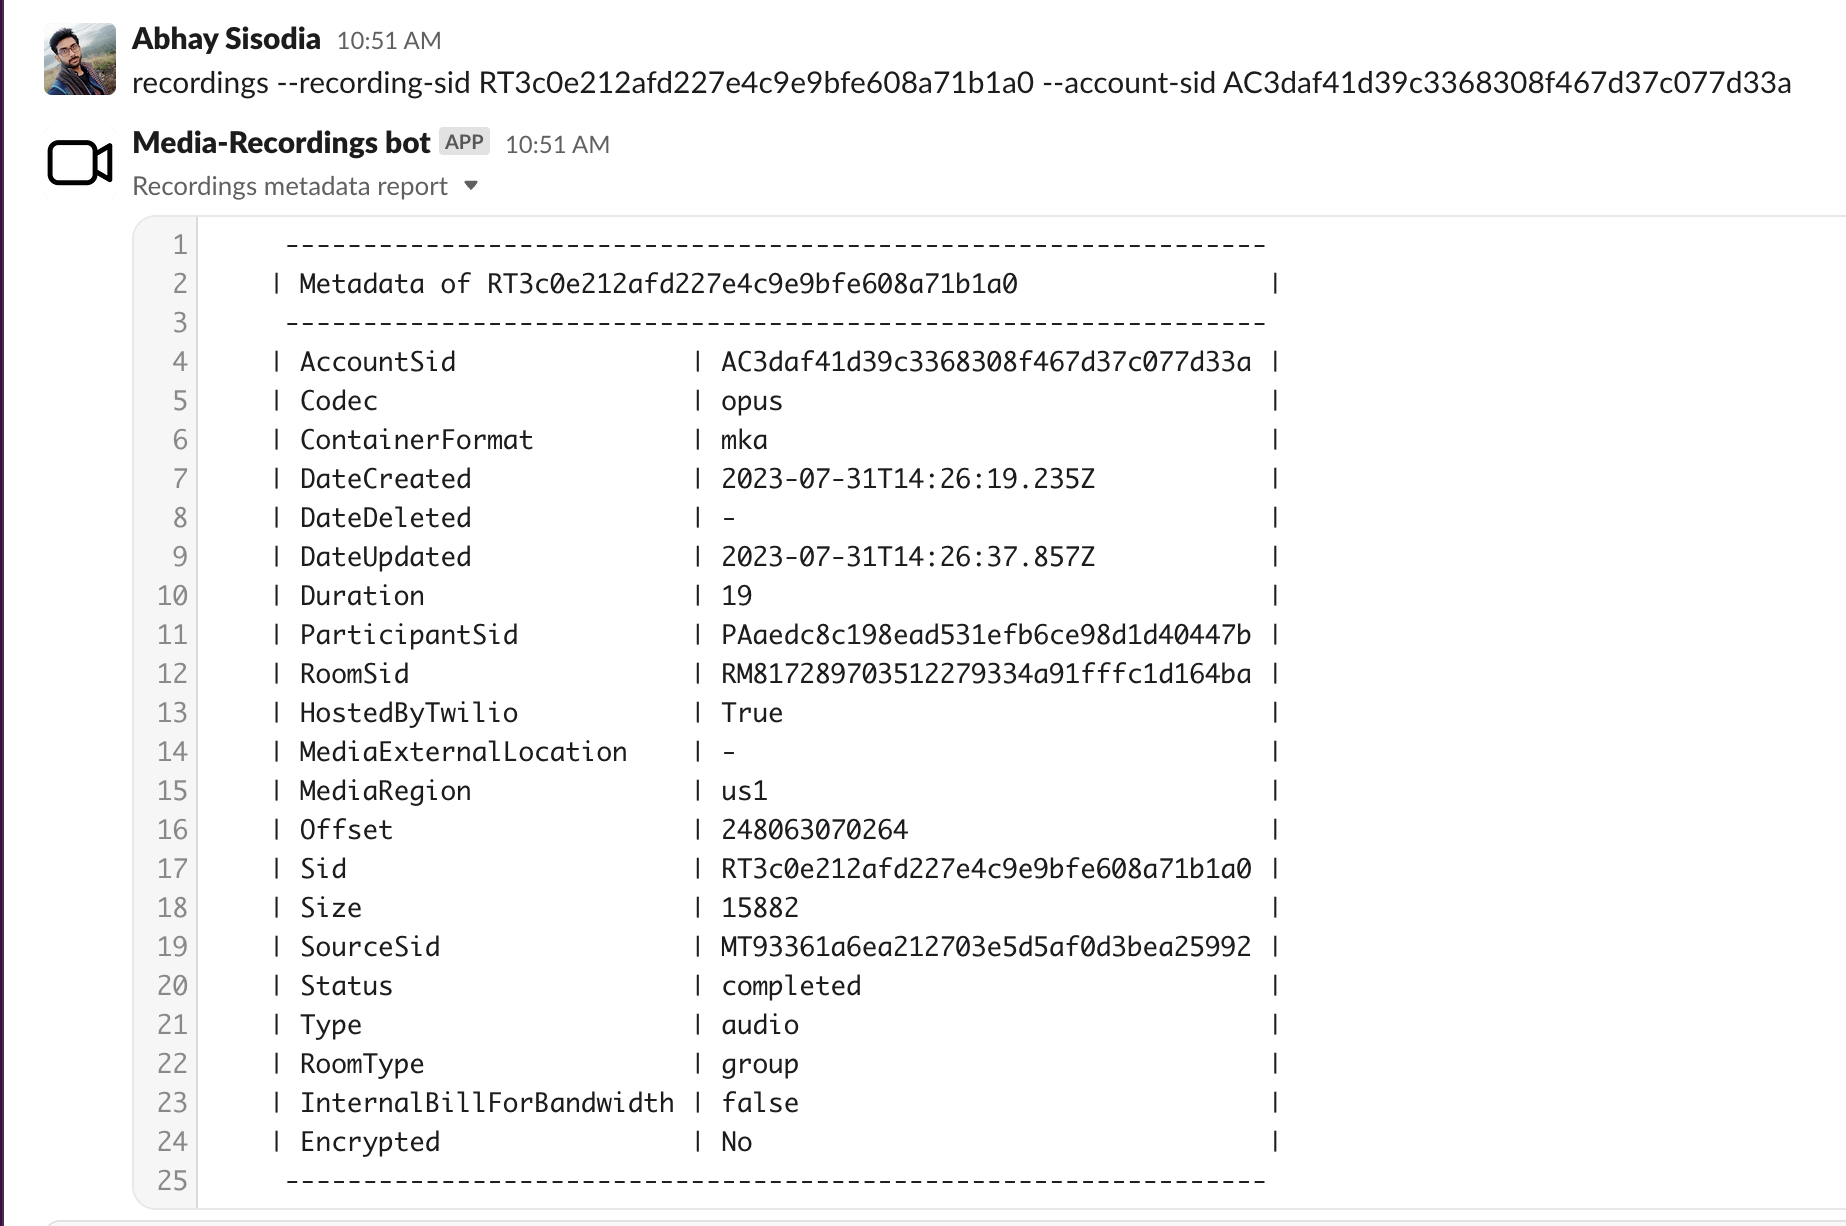 Abhay Sisodia 10:51 AM
recordings --recording-sid RT3c0e212afd227e4c9e9bfe608a71b1a0 --account-sid AC3daf41d39c3368308f467d37c077d33a
Media-Recordings bot APP 10:51 AM
Recordings metadata report
1 ---------------------------------------------------------------
2 | Metadata of RT3c0e212afd227e4c9e9bfe608a71b1a0 |
3 ---------------------------------------------------------------
4 | AccountSid | AC3daf41d39c3368308f467d37c077d33a |
5 | Codec | opus |
6 | ContainerFormat | mka |
7 | DateCreated | 2023-07-31T14:26:19.235Z |
8 | DateDeleted | - |
9 | DateUpdated | 2023-07-31T14:26:37.857Z |
10 | Duration | 19 |
11 | ParticipantSid | PAaedc8c198ead531efb6ce98d1d40447b |
12 | RoomSid | RM817289703512279334a91fffc1d164ba |
13 | HostedByTwilio | True |
14 | MediaExternalLocation | - |
15 | MediaRegion | us1 |
16 | Offset | 248063070264 |
17 | Sid | RT3c0e212afd227e4c9e9bfe608a71b1a0 |
18 | Size | 15882 |
19 | SourceSid | MT93361a6ea212703e5d5af0d3bea25992 |
20 | Status | completed |
21 | Type | audio |
22 | RoomType | group |
23 | InternalBillForBandwidth | false |
24 | Encrypted | No |
25 ---------------------------------------------------------------